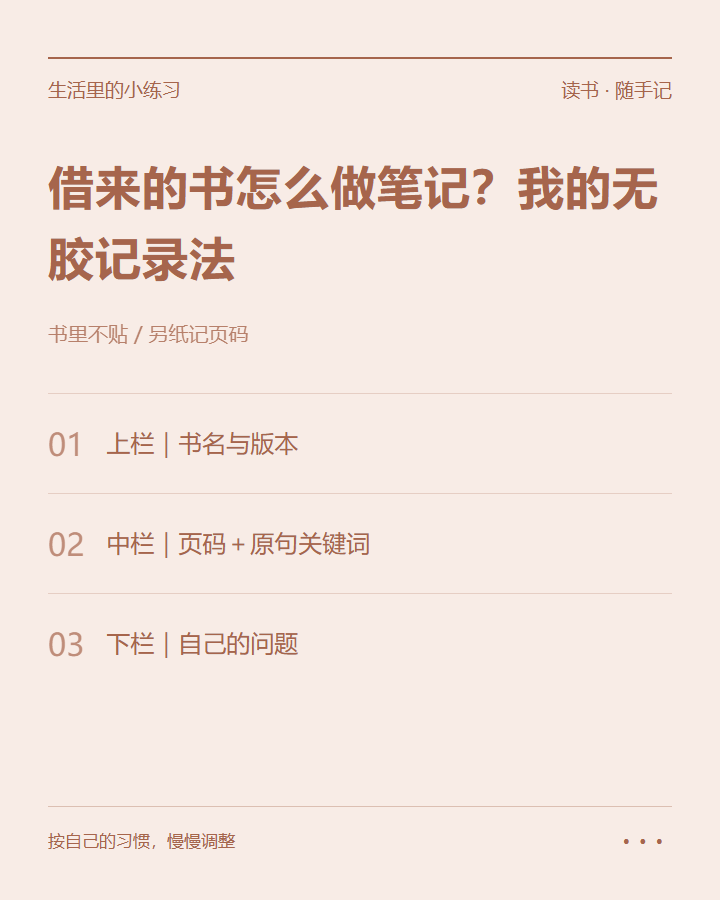 生活里的小练习
读书 · 随手记
借来的书怎么做笔记？我的无
胶记录法
书里不贴 / 另纸记页码
01 上栏｜书名与版本
02 中栏｜页码＋原句关键词
03 下栏｜自己的问题
按自己的习惯，慢慢调整